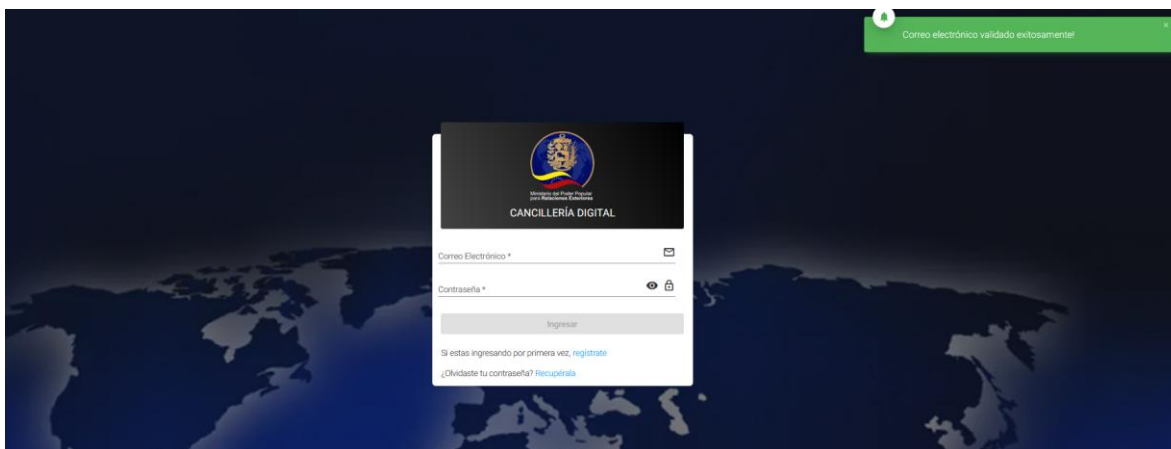 Correo electrónico validado exitosamente!
Ministerio del Poder Popular
para Relaciones Exteriores
CANCILLERÍA DIGITAL
Correo Electrónico *
Contraseña *
Ingresar
Si estas ingresando por primera vez, regístrate
¿Olvidaste tu contraseña? Recupérala